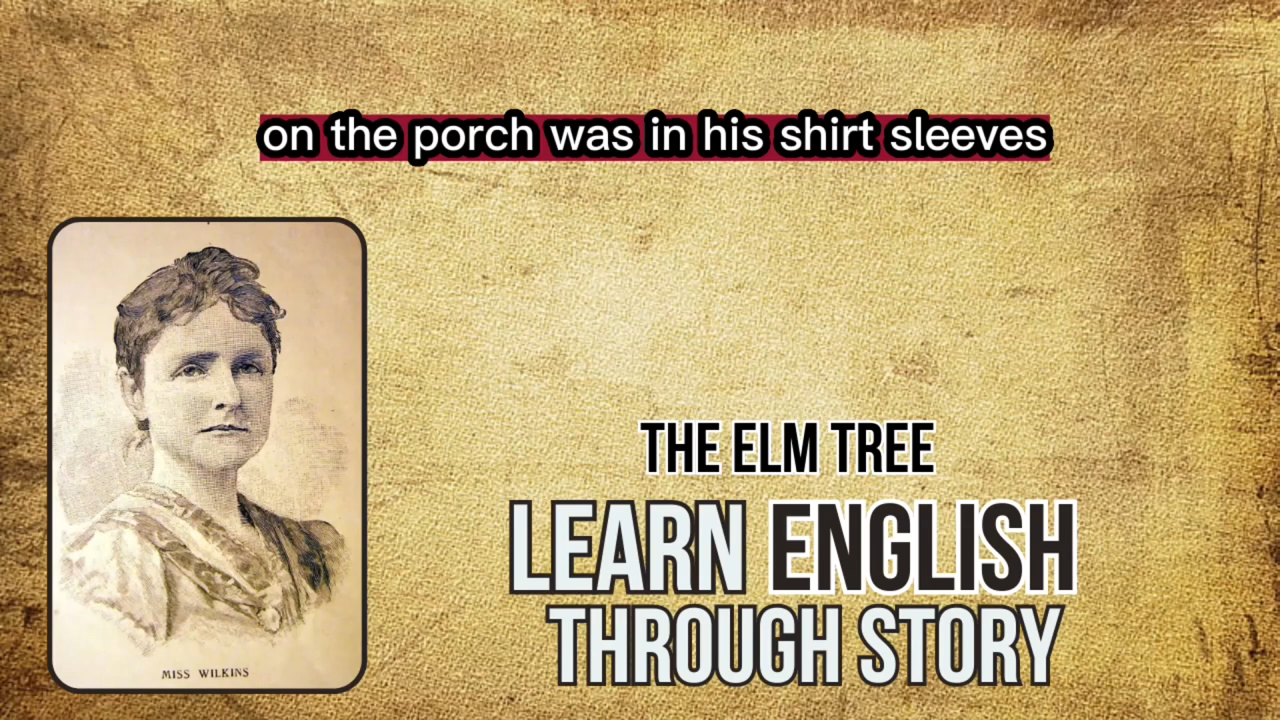 on the porch was in his shirt sleeves
THE ELM TREE
LEARN ENGLISH
THROUGH STORY
MISS WILKINS